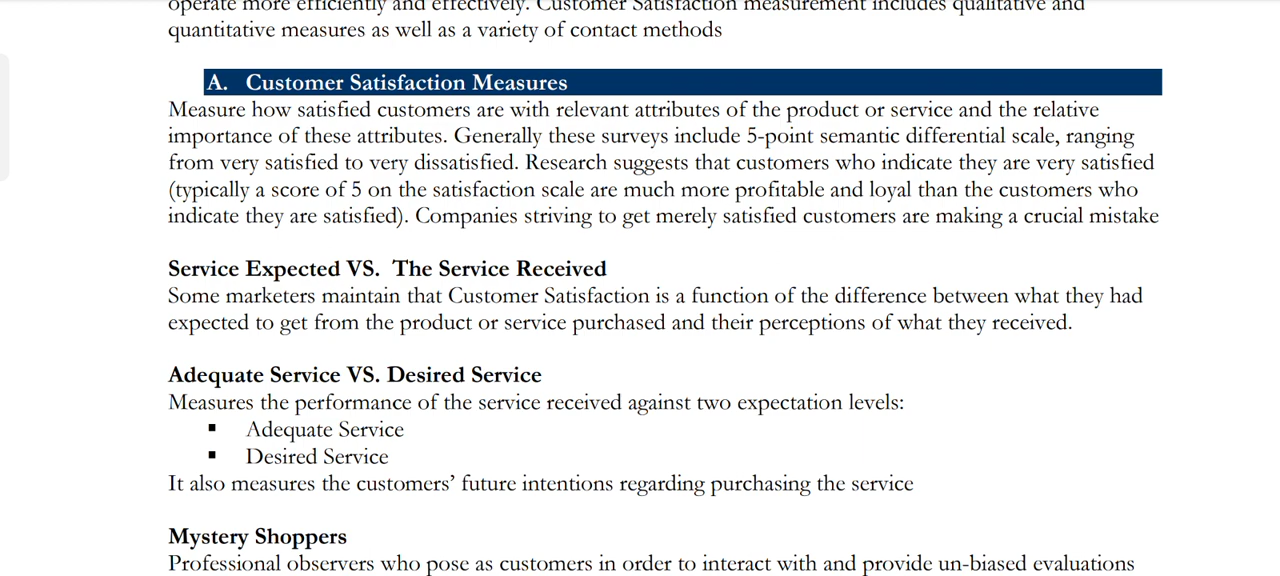 operate more efficiently and effectively. Customer Satisfaction measurement includes qualitative and
quantitative measures as well as a variety of contact methods
A. Customer Satisfaction Measures
Measure how satisfied customers are with relevant attributes of the product or service and the relative
importance of these attributes. Generally these surveys include 5-point semantic differential scale, ranging
from very satisfied to very dissatisfied. Research suggests that customers who indicate they are very satisfied
(typically a score of 5 on the satisfaction scale are much more profitable and loyal than the customers who
indicate they are satisfied). Companies striving to get merely satisfied customers are making a crucial mistake
Service Expected VS. The Service Received
Some marketers maintain that Customer Satisfaction is a function of the difference between what they had
expected to get from the product or service purchased and their perceptions of what they received.
Adequate Service VS. Desired Service
Measures the performance of the service received against two expectation levels:
▪ Adequate Service
▪ Desired Service
It also measures the customers’ future intentions regarding purchasing the service
Mystery Shoppers
Professional observers who pose as customers in order to interact with and provide un-biased evaluations